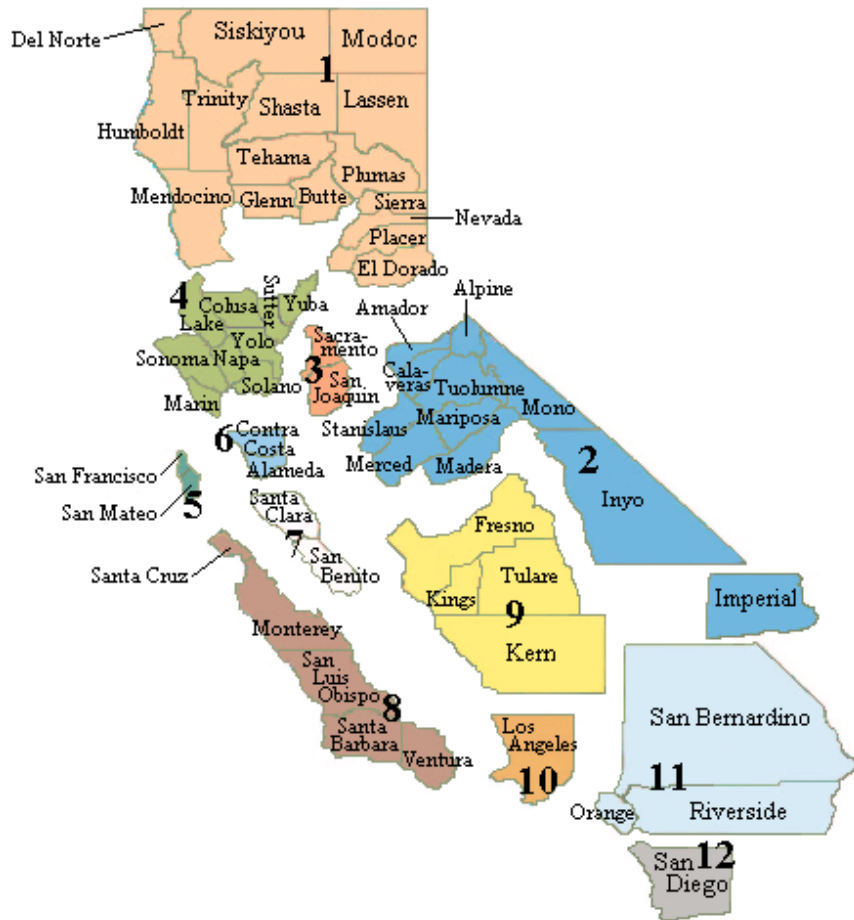 Del Norte
Siskiyou
Modoc
1
Trinity
Shasta
Lassen
Humboldt
Tehama
Plumas
Mendocino
Glenn
Butte
Sierra
Nevada
Placer
El Dorado
4
Colusa
Sutter
Yuba
Lake
Yolo
Sonoma
Napa
Solano
Marin
Amador
Alpine
Sacra-
mento
3
San
Joaquin
Cala-
veras
Tuolumne
Mono
Mariposa
Stanislaus
Merced
Madera
2
Inyo
6
Contra
Costa
Alameda
San Francisco
San Mateo
5
Santa
Clara
7
San
Benito
Santa Cruz
Fresno
Tulare
Kings
9
Kern
Imperial
Monterey
San
Luis
Obispo
8
Santa
Barbara
Ventura
Los
Angeles
10
San Bernardino
11
Orange
Riverside
12
San
Diego